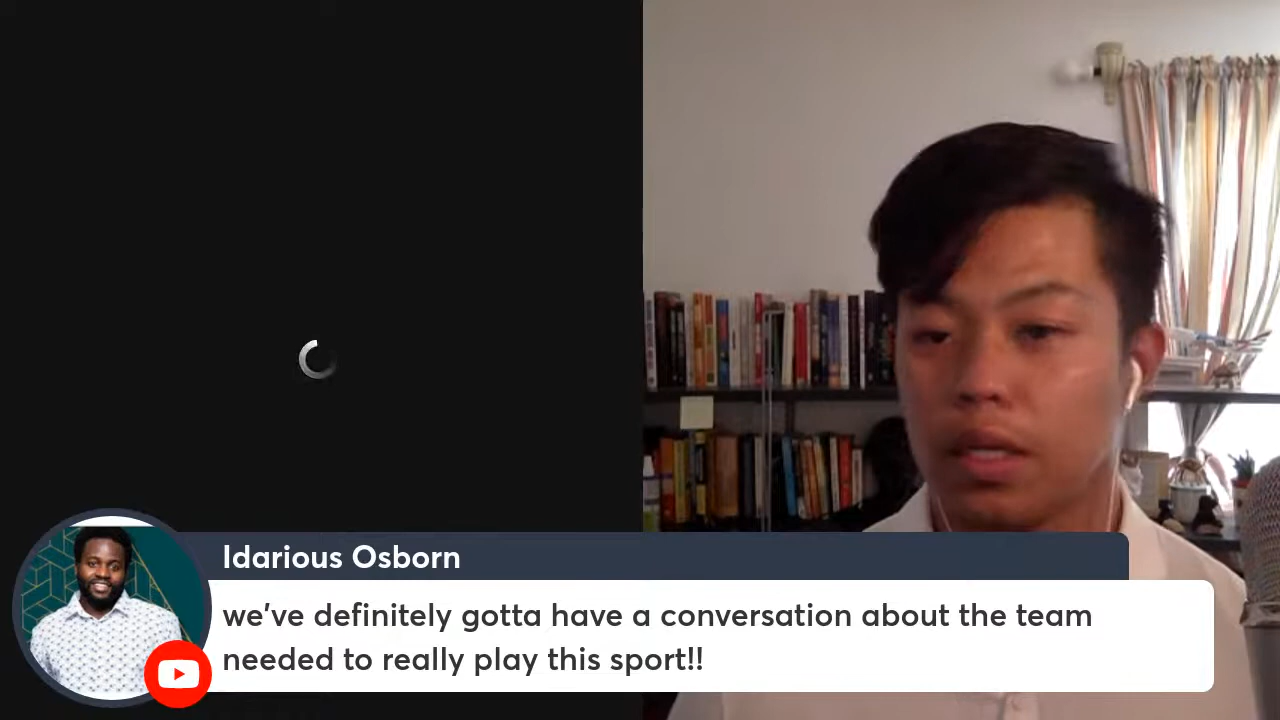 Idarious Osborn
we've definitely gotta have a conversation about the team
needed to really play this sport!!